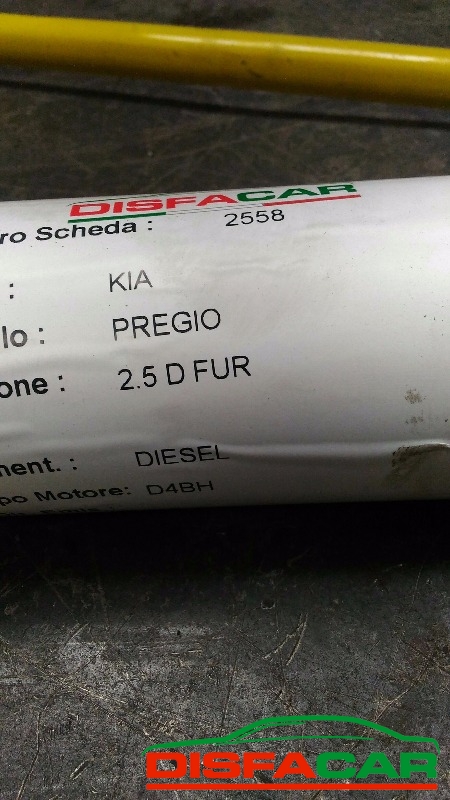 DISFACAR
ro Scheda : 2558
: KIA
lo : PREGIO
one : 2.5 D FUR
ment. : DIESEL
po Motore: D4BH
DISFACAR